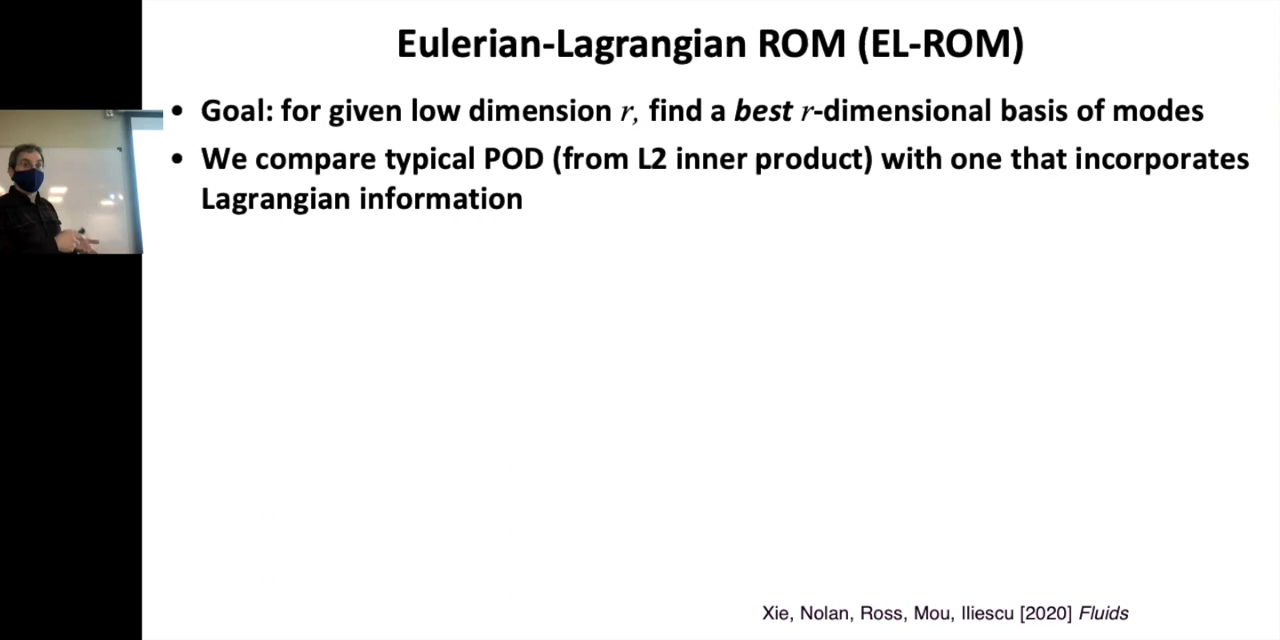 Eulerian-Lagrangian ROM (EL-ROM)
• Goal: for given low dimension r, find a best r-dimensional basis of modes
• We compare typical POD (from L2 inner product) with one that incorporates
Lagrangian information
Xie, Nolan, Ross, Mou, Iliescu [2020] Fluids